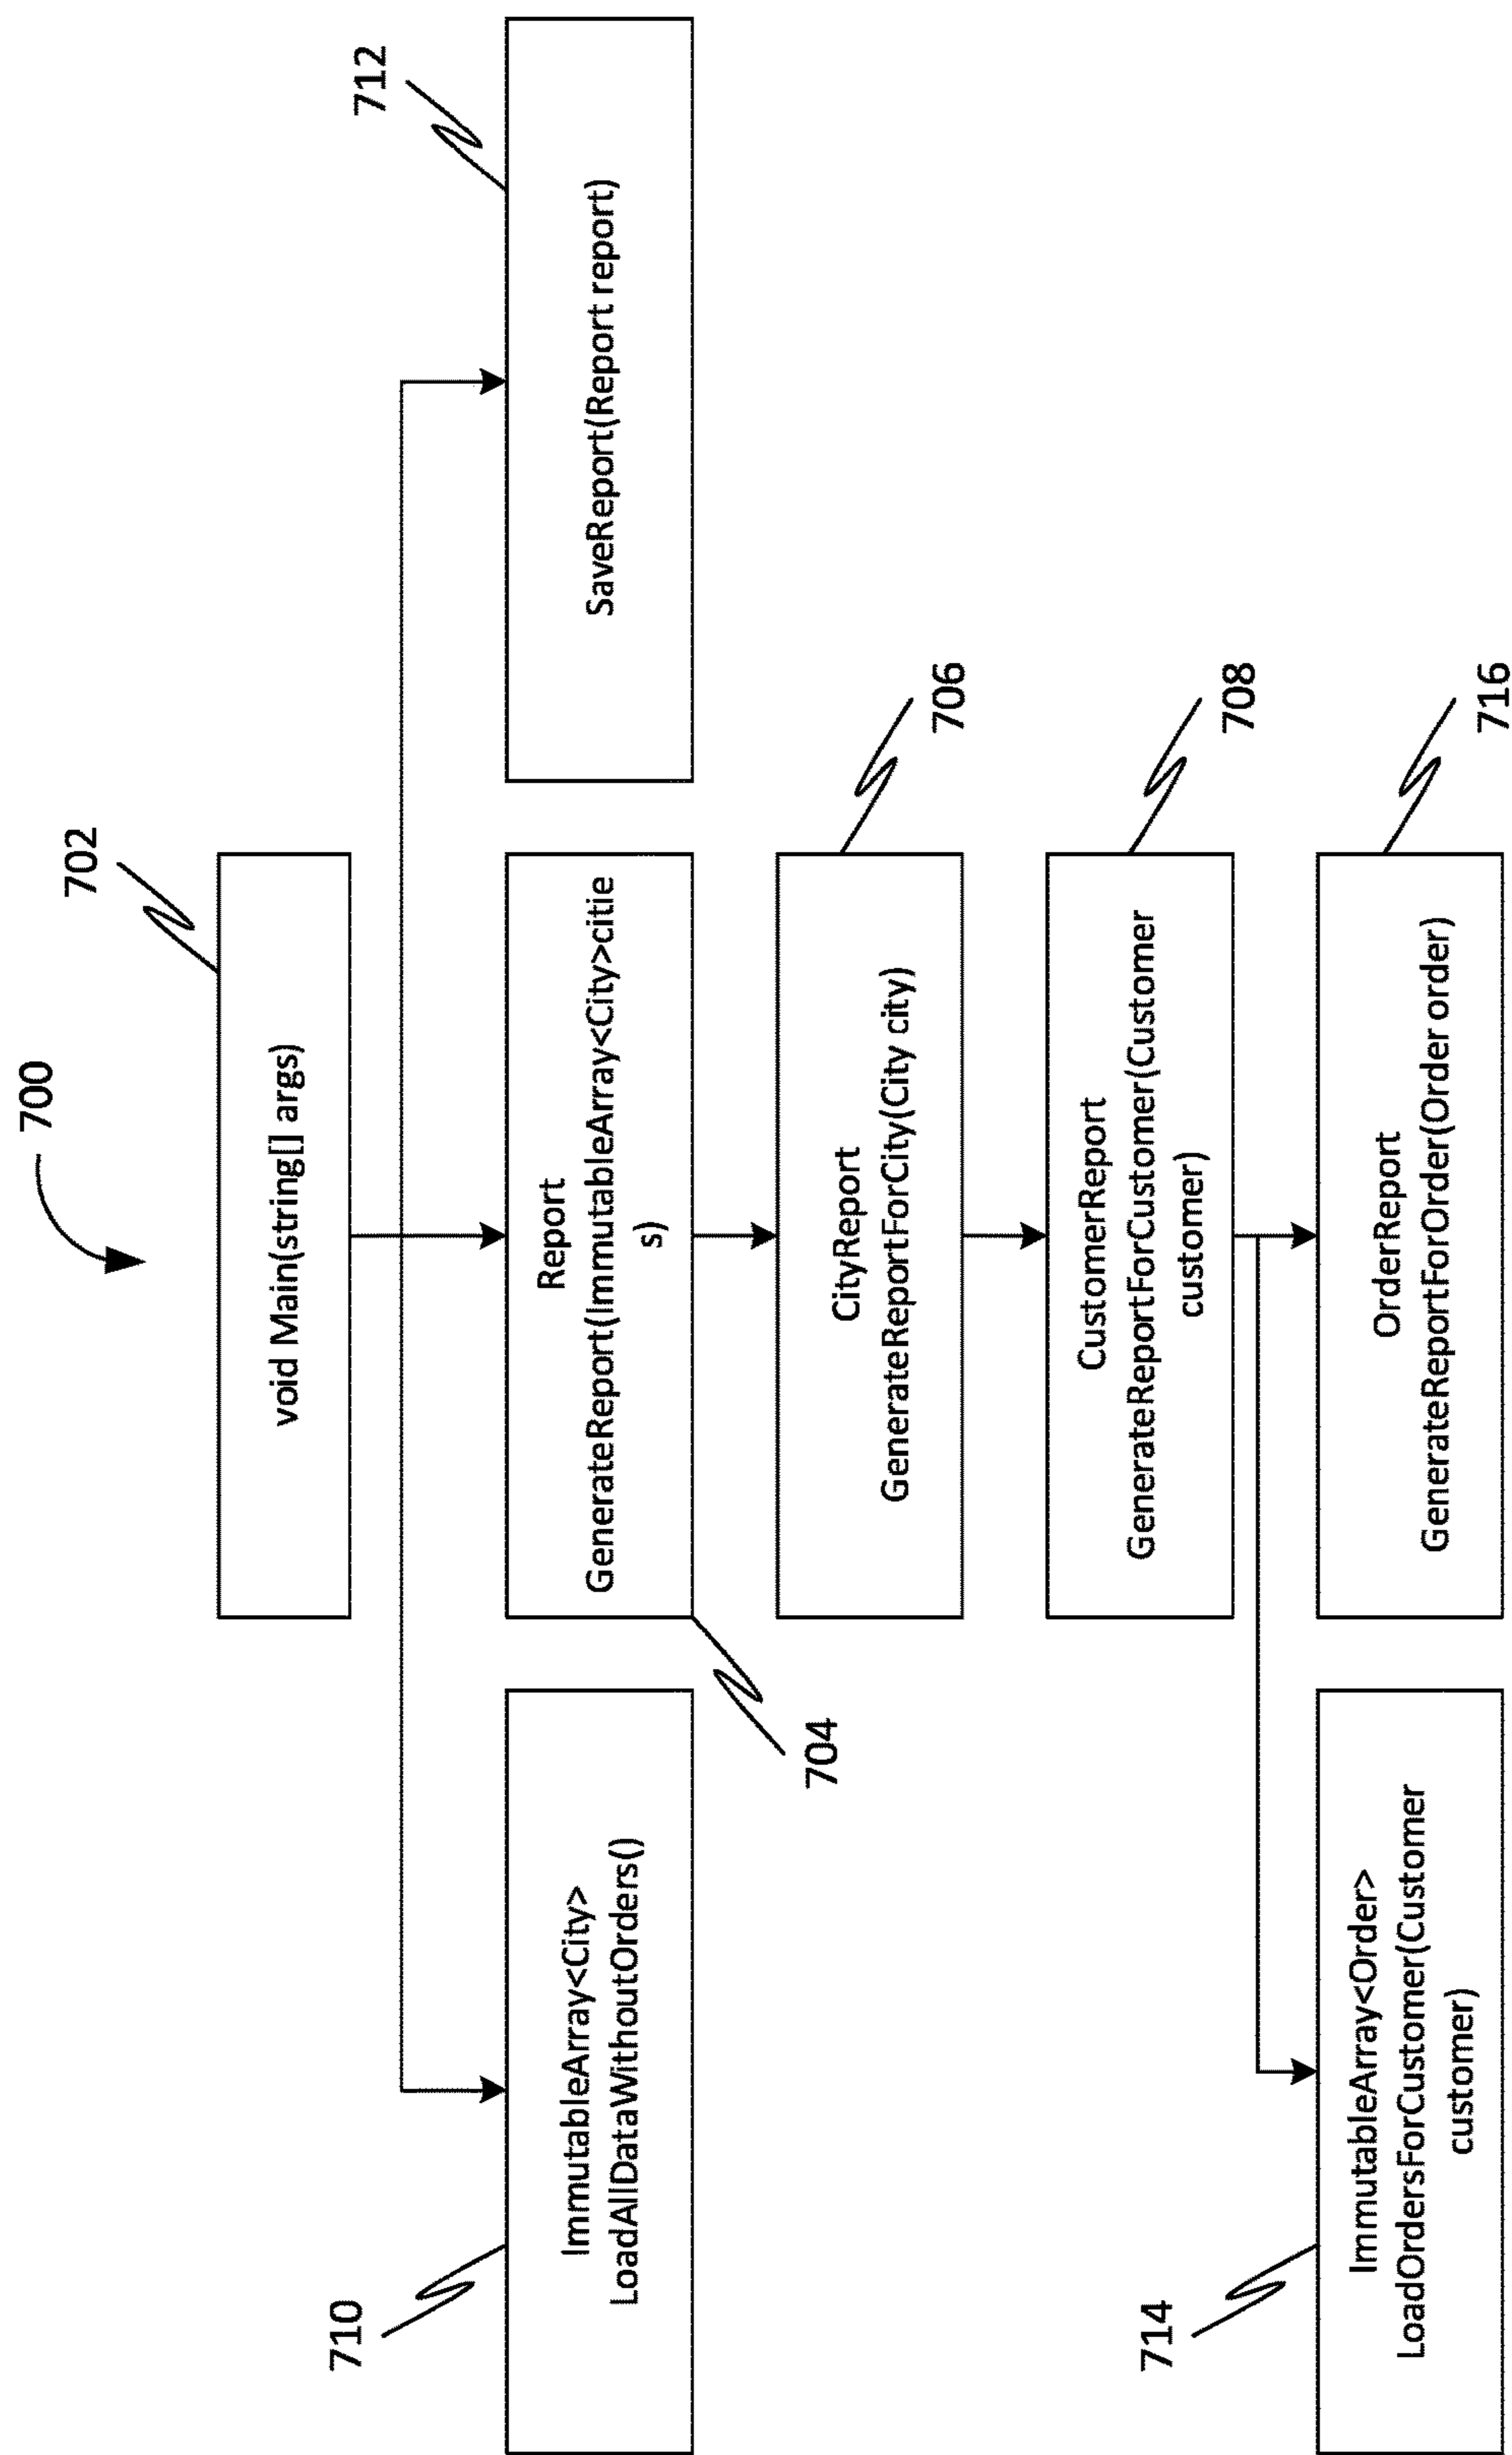 700
702
void Main(string[] args)
712
710
ImmutableArray<City>
LoadAllDataWithoutOrders()
Report
GenerateReport(ImmutableArray<City>citie
s)
SaveReport(Report report)
704
706
CityReport
GenerateReportForCity(City city)
708
CustomerReport
GenerateReportForCustomer(Customer
customer)
714
ImmutableArray<Order>
LoadOrdersForCustomer(Customer
customer)
716
OrderReport
GenerateReportForOrder(Order order)